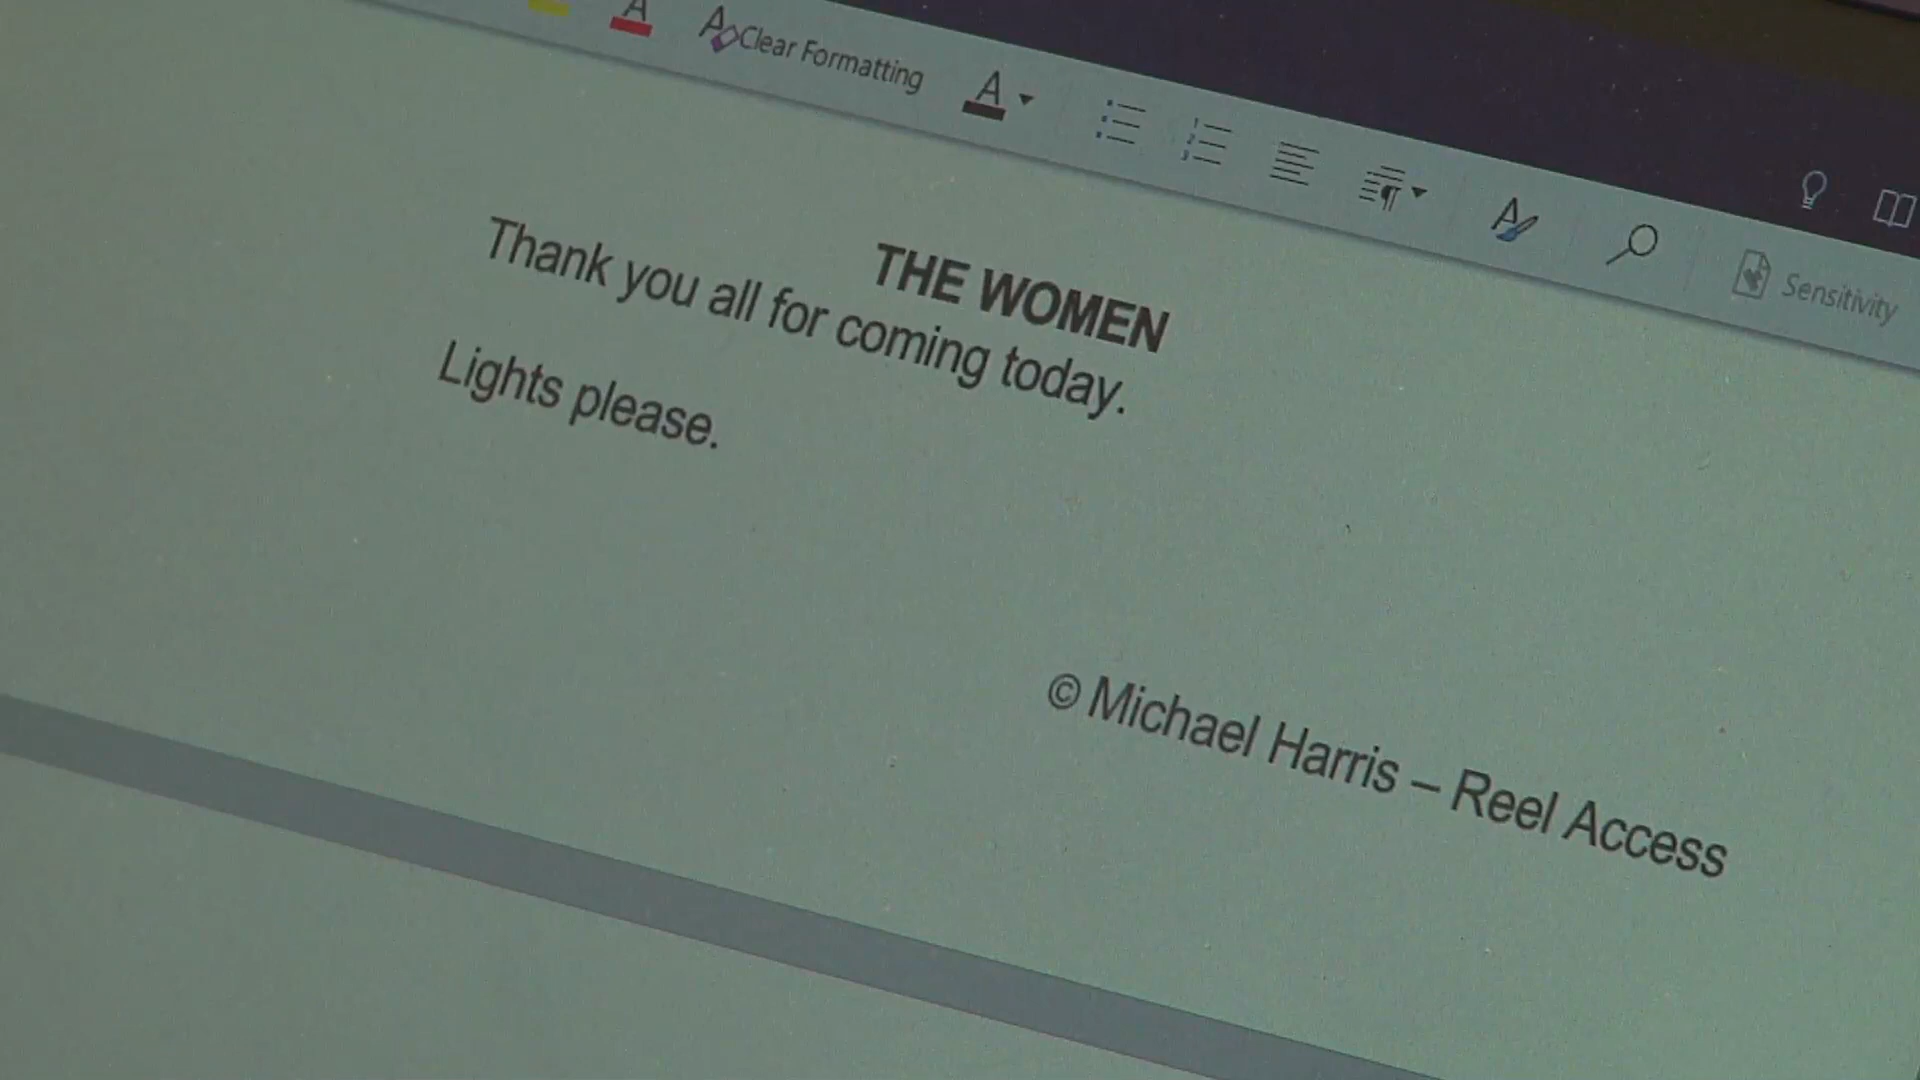 Clear Formatting
Sensitivity
THE WOMEN
Thank you all for coming today.
Lights please.
© Michael Harris – Reel Access